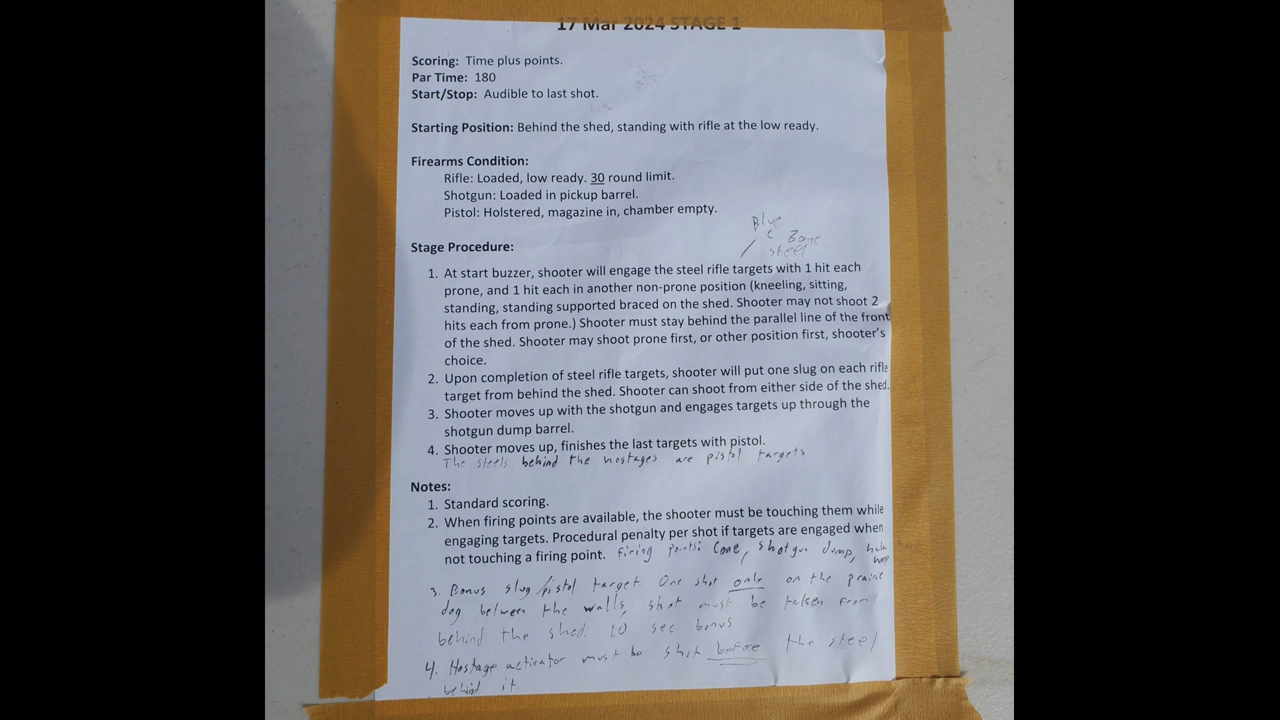 17 Mar 2024 STAGE 1
Scoring: Time plus points.
Par Time: 180
Start/Stop: Audible to last shot.
Starting Position: Behind the shed, standing with rifle at the low ready.
Firearms Condition:
Rifle: Loaded, low ready. 30 round limit.
Shotgun: Loaded in pickup barrel.
Pistol: Holstered, magazine in, chamber empty.
Blue
steel
Stage Procedure:
1. At start buzzer, shooter will engage the steel rifle targets with 1 hit each
prone, and 1 hit each in another non-prone position (kneeling, sitting,
standing, standing supported braced on the shed. Shooter may not shoot 2
hits each from prone.) Shooter must stay behind the parallel line of the front
of the shed. Shooter may shoot prone first, or other position first, shooter's
choice.
2. Upon completion of steel rifle targets, shooter will put one slug on each rifle
target from behind the shed. Shooter can shoot from either side of the shed.
3. Shooter moves up with the shotgun and engages targets up through the
shotgun dump barrel.
4. Shooter moves up, finishes the last targets with pistol.
The steels behind the hostages are pistol targets
Notes:
1. Standard scoring.
2. When firing points are available, the shooter must be touching them while
engaging targets. Procedural penalty per shot if targets are engaged when
not touching a firing point. Firing points: Cone, shotgun dump,
3. Bonus slug/pistol target. One shot only on the prairie
dog between the walls, shot must be taken from
behind the shed. 10 sec bonus
4. Hostage activator must be shot before the steel
behind it.